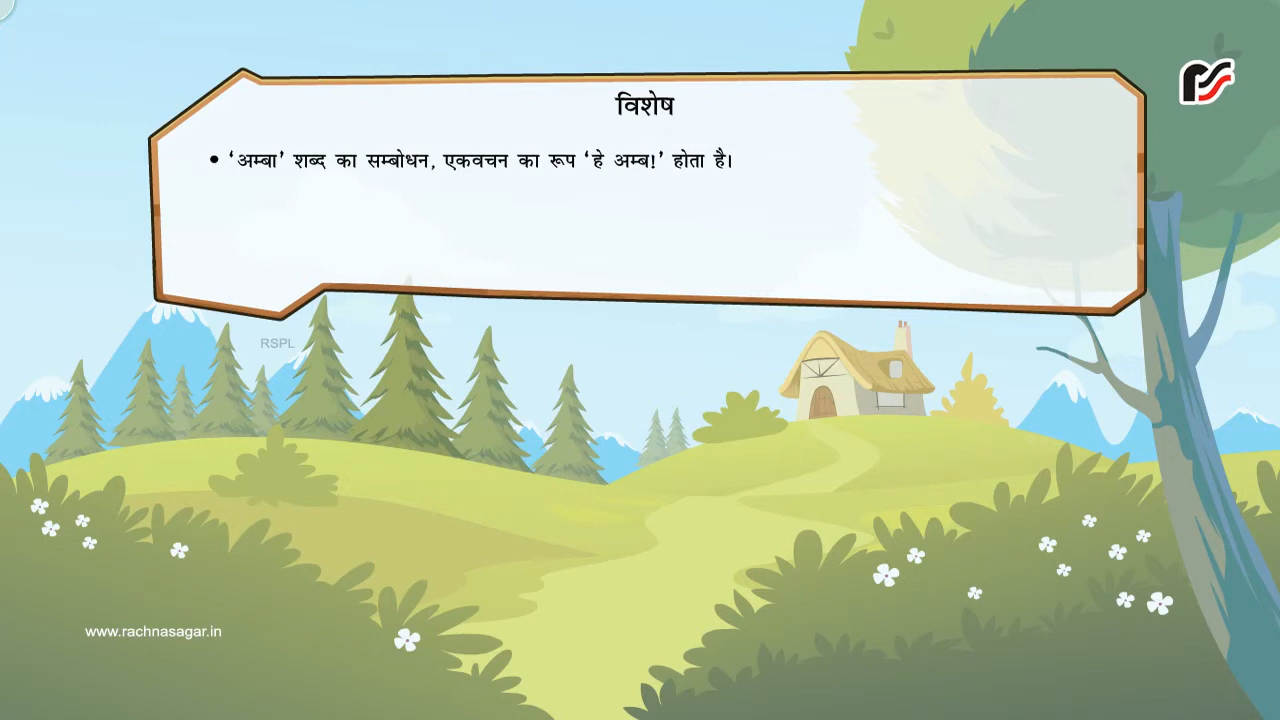 विशेष
• ‘अम्बा’ शब्द का सम्बोधन, एकवचन का रूप ‘हे अम्ब!’ होता है।
RSPL
www.rachnasagar.in